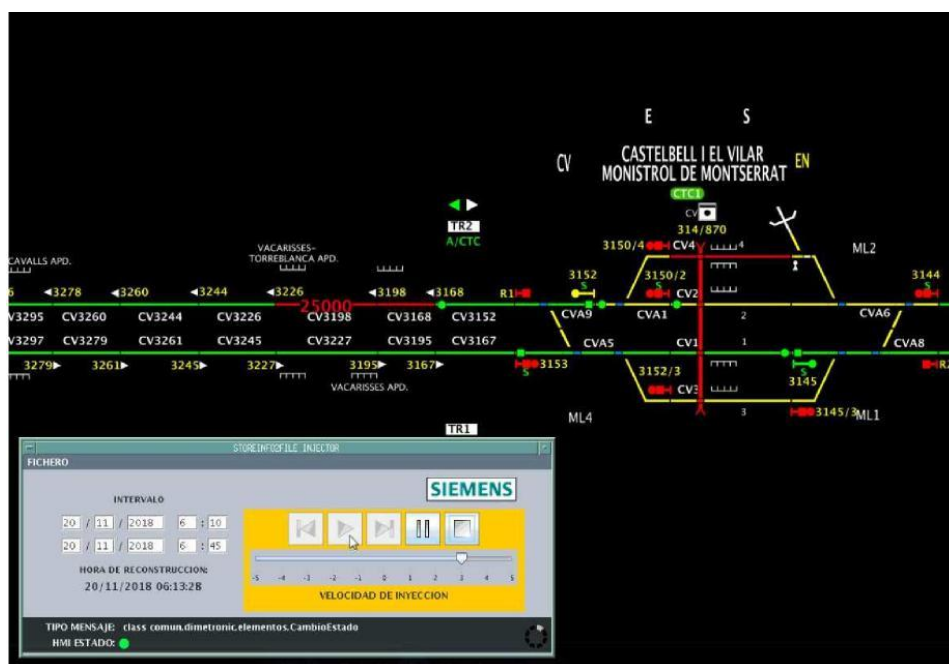 E S
CASTELBELL I EL VILAR
MONISTROL DE MONTSERRAT
CV
EN
CTC1
CV
314/870
TR2
A/CTC
3150/4 CV4 4
ML2
VACARISSES-
TORREBLANCA APD.
CAVALLS APD.
3152
S
3150/2
S
3144
S
6 ◄3278 ◄3260 ◄3244 ◄3226 ◄3198 ◄3168 R1 CV2
25000
CV3295 CV3260 CV3244 CV3226 CV3198 CV3168 CV3152 CVA9 CVA1 2 CVA6
V3297 CV3279 CV3261 CV3245 CV3227 CV3195 CV3167 CVA5 CV1 1 CVA8
3279► 3261► 3245► 3227► 3195► 3167► 3153
S
3152/3
S
3145
R2
VACARISSES APD.
CV3
ML4
3
3145/3
ML1
TR1
STOREINFO2FILE INJECTOR
FICHERO
SIEMENS
INTERVALO
20 / 11 / 2018 6 : 10
20 / 11 / 2018 6 : 45
HORA DE RECONSTRUCCION:
20/11/2018 06:13:28
-5 -4 -3 -2 -1 0 1 2 3 4 5
VELOCIDAD DE INYECCION
TIPO MENSAJE: class comun.dimetronic.elementos.CambioEstado
HMI ESTADO: